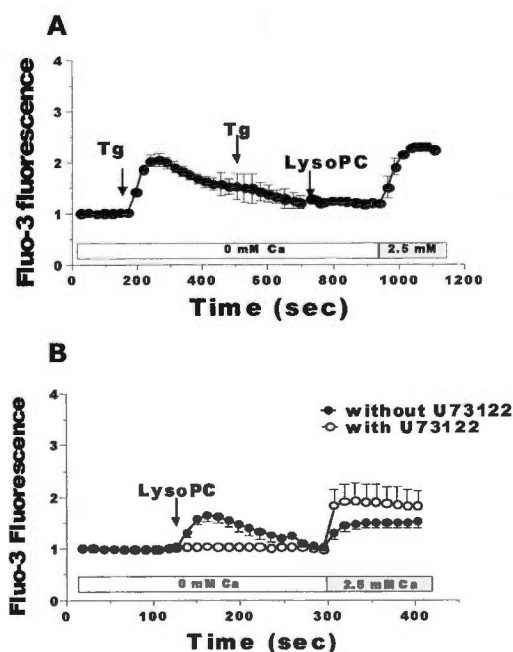 A
Fluo-3 fluorescence
4
3
2
1
0
Tg
Tg
LysoPC
0 mM Ca
2.5 mM
0 200 400 600 800 1000 1200
Time (sec)
B
Fluo-3 Fluorescence
4
3
2
1
0
without U73122
with U73122
LysoPC
0 mM Ca
2.5 mM Ca
0 100 200 300 400
Time (sec)